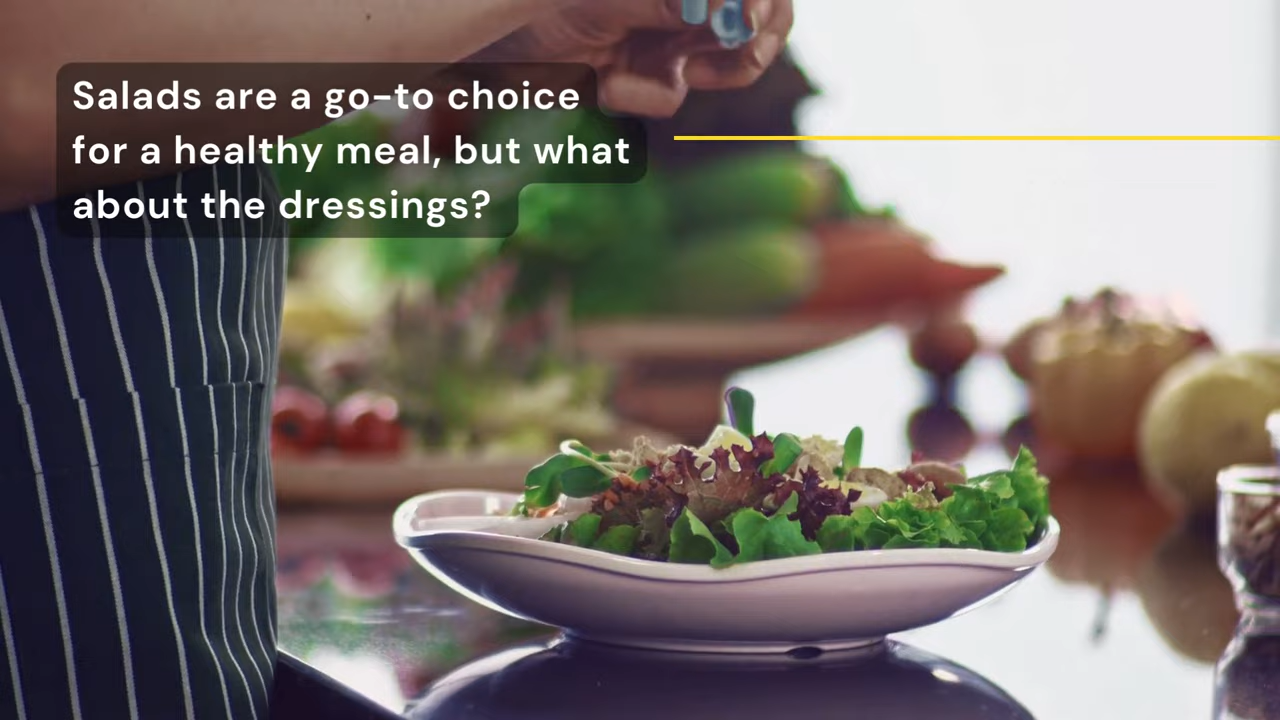 Salads are a go-to choice
for a healthy meal, but what
about the dressings?